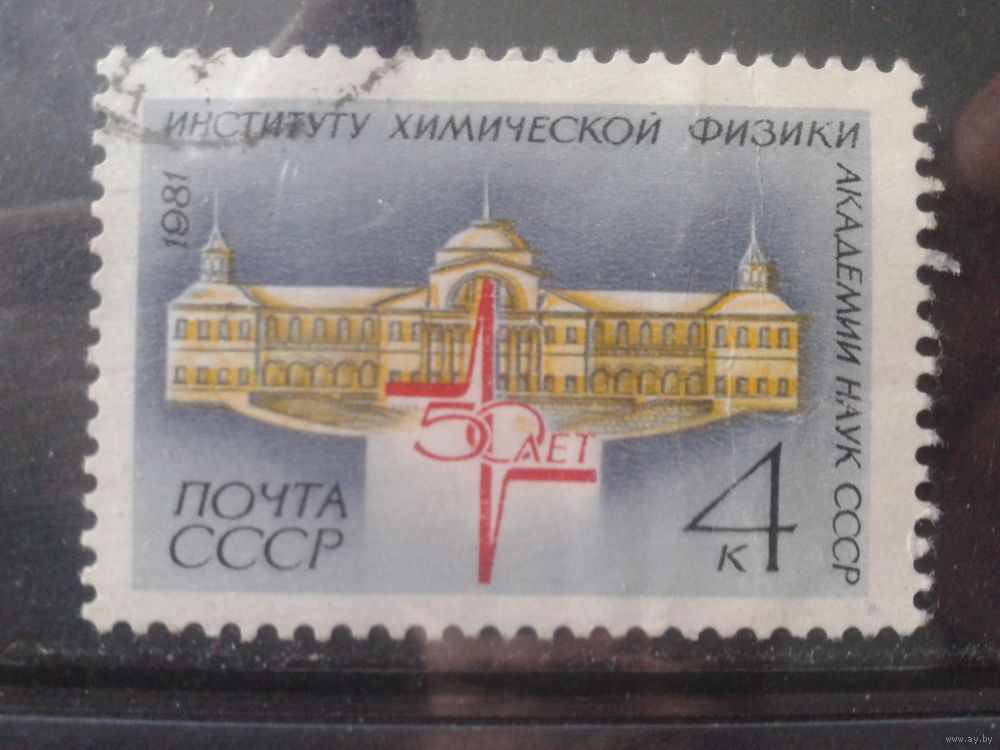 ИНСТИТУТУ ХИМИЧЕСКОЙ ФИЗИКИ
АКАДЕМИИ НАУК СССР
1981
50 ЛЕТ
ПОЧТА
СССР
4
К
www.ay.by